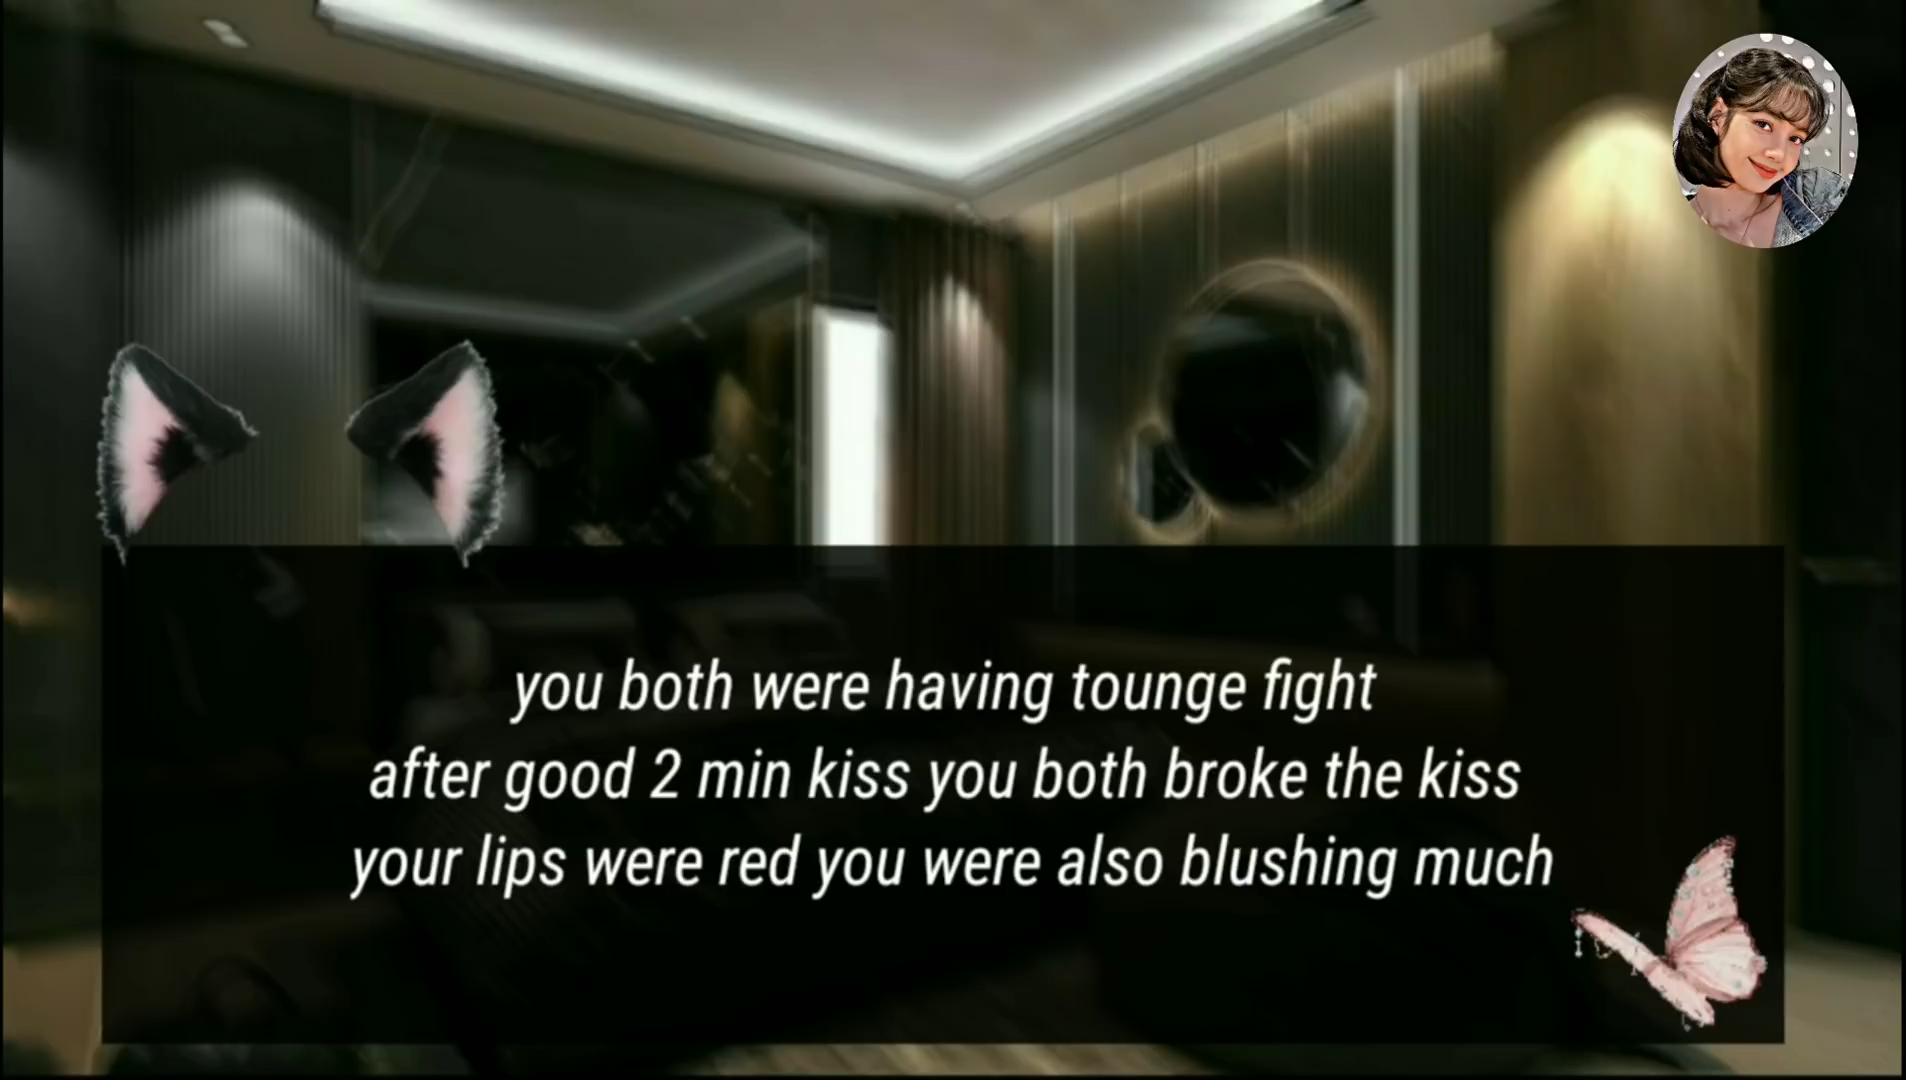 you both were having tounge fight
after good 2 min kiss you both broke the kiss
your lips were red you were also blushing much